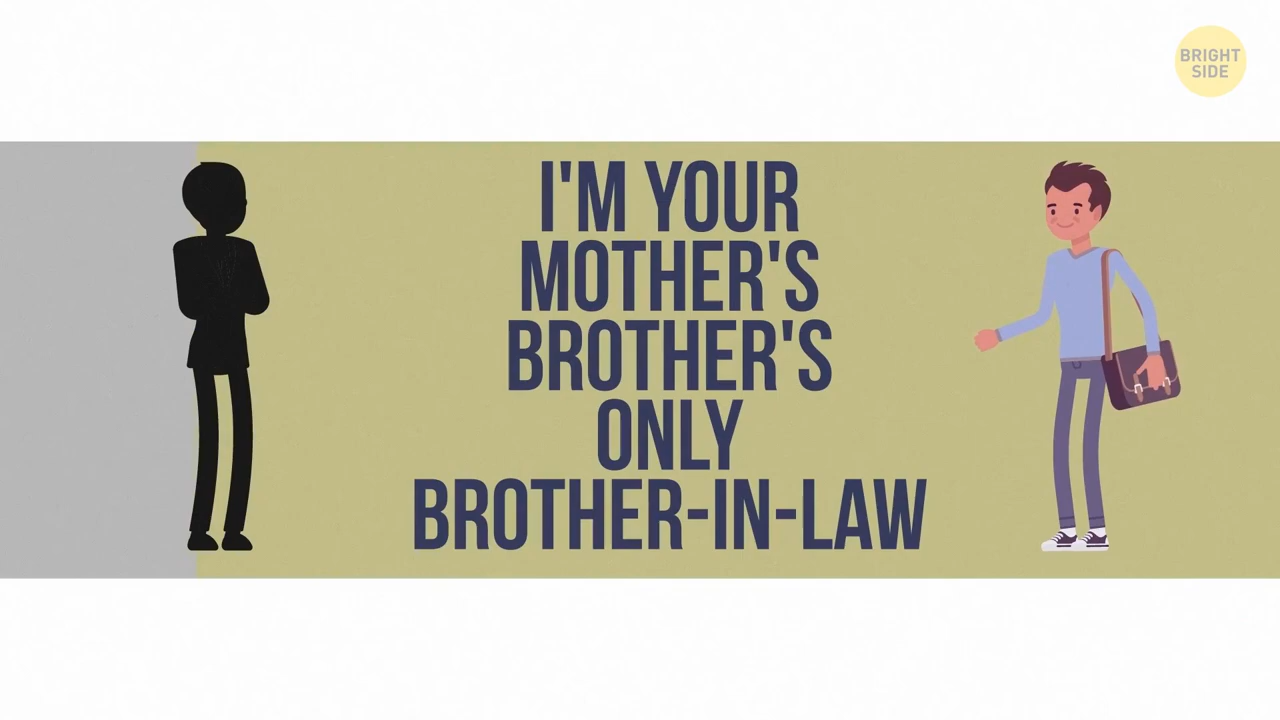 BRIGHT
SIDE
I'M YOUR
MOTHER'S
BROTHER'S
ONLY
BROTHER-IN-LAW